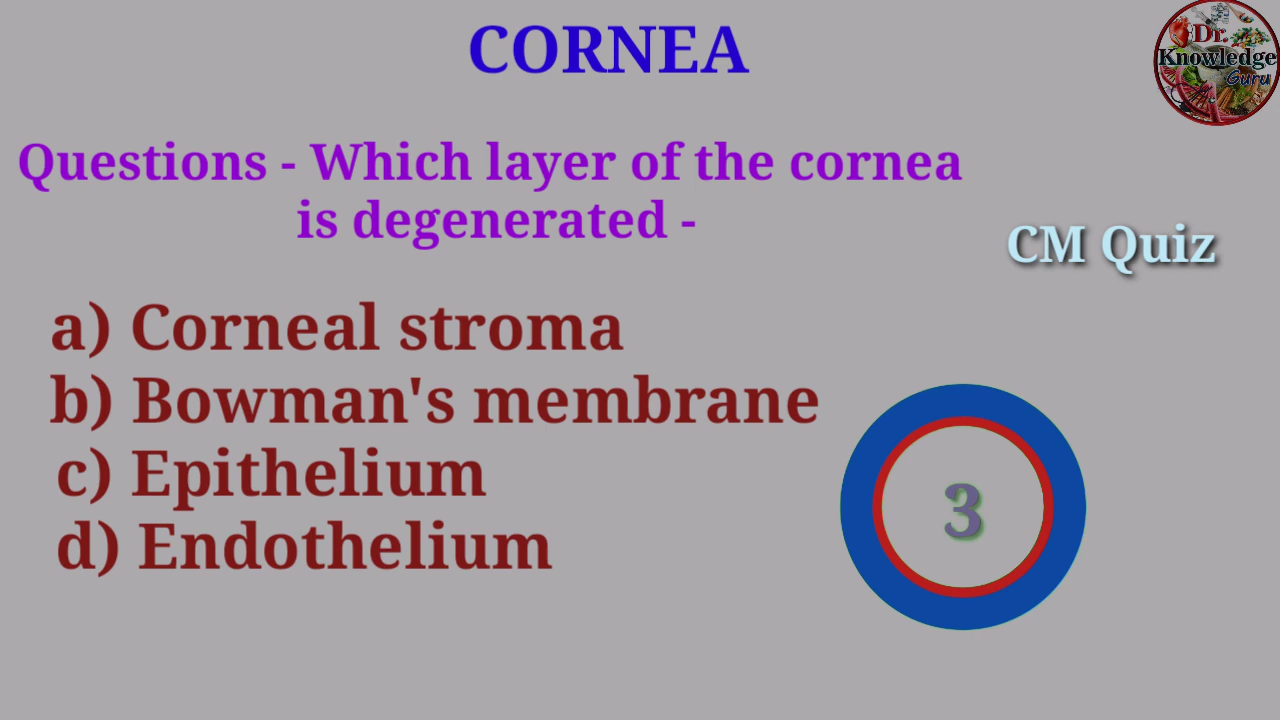 CORNEA
Dr.
Knowledge
Guru
Questions - Which layer of the cornea
is degenerated -
CM Quiz
a) Corneal stroma
b) Bowman's membrane
c) Epithelium
d) Endothelium
3